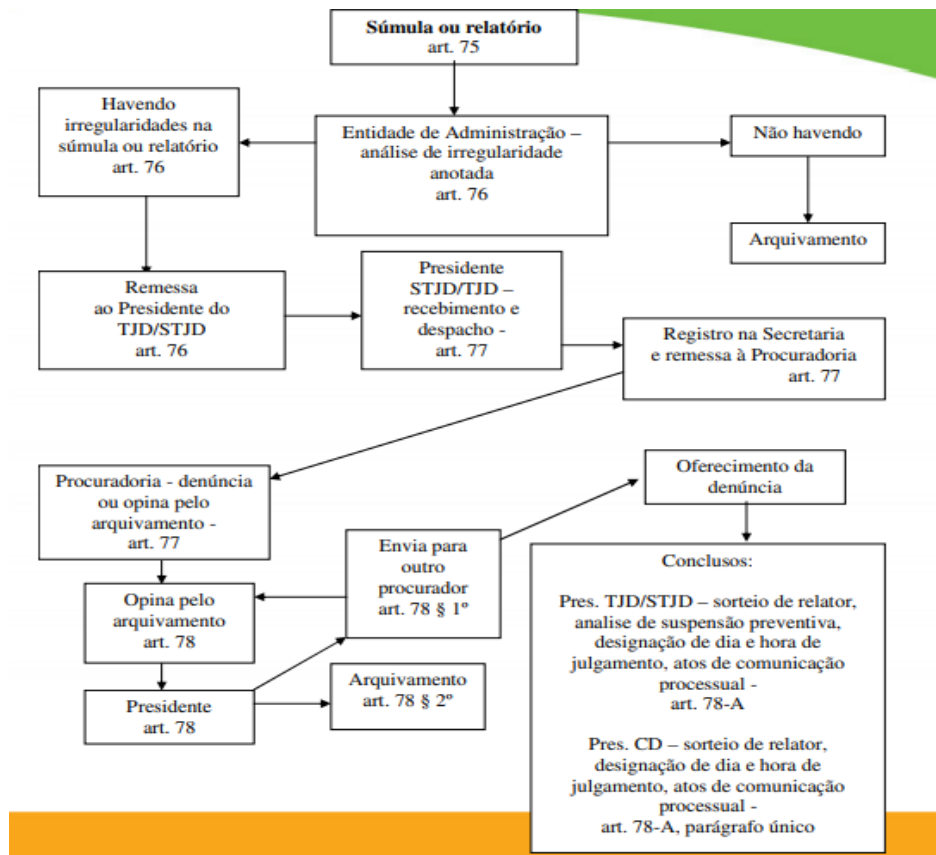 Súmula ou relatório
art. 75
Havendo
irregularidades na
súmula ou relatório
art. 76
Entidade de Administração –
análise de irregularidade
anotada
art. 76
Não havendo
Arquivamento
Remessa
ao Presidente do
TJD/STJD
art. 76
Presidente
STJD/TJD –
recebimento e
despacho -
art. 77
Registro na Secretaria
e remessa à Procuradoria
art. 77
Procuradoria - denúncia
ou opina pelo
arquivamento -
art. 77
Envia para
outro
procurador
art. 78 § 1º
Oferecimento da
denúncia
Opina pelo
arquivamento
art. 78
Presidente
art. 78
Arquivamento
art. 78 § 2º
Conclusos:
Pres. TJD/STJD – sorteio de relator,
analise de suspensão preventiva,
designação de dia e hora de
julgamento, atos de comunicação
processual -
art. 78-A
Pres. CD – sorteio de relator,
designação de dia e hora de
julgamento, atos de comunicação
processual -
art. 78-A, parágrafo único